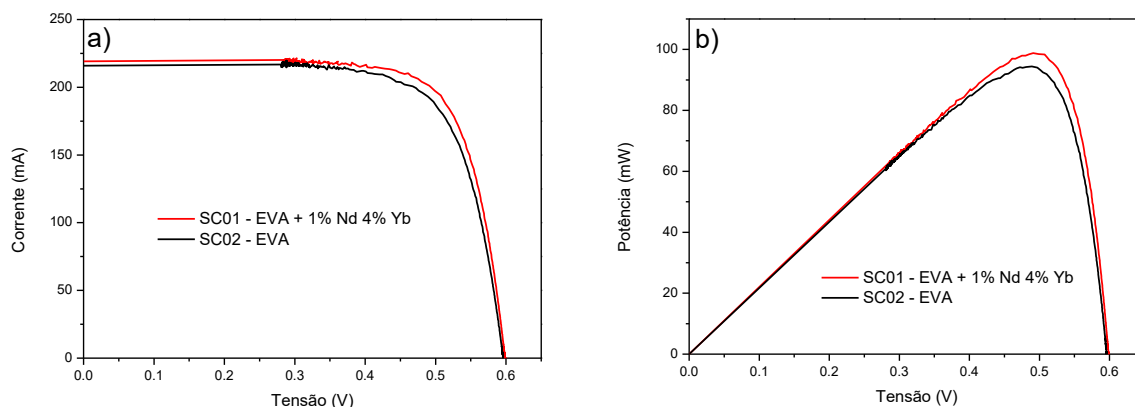 a)
250
200
150
100
50
0
Corrente (mA)
SC01 - EVA + 1% Nd 4% Yb
SC02 - EVA
0.0 0.1 0.2 0.3 0.4 0.5 0.6
Tensão (V)
b)
100
80
60
40
20
0
Potência (mW)
SC01 - EVA + 1% Nd 4% Yb
SC02 - EVA
0.0 0.1 0.2 0.3 0.4 0.5 0.6
Tensão (V)